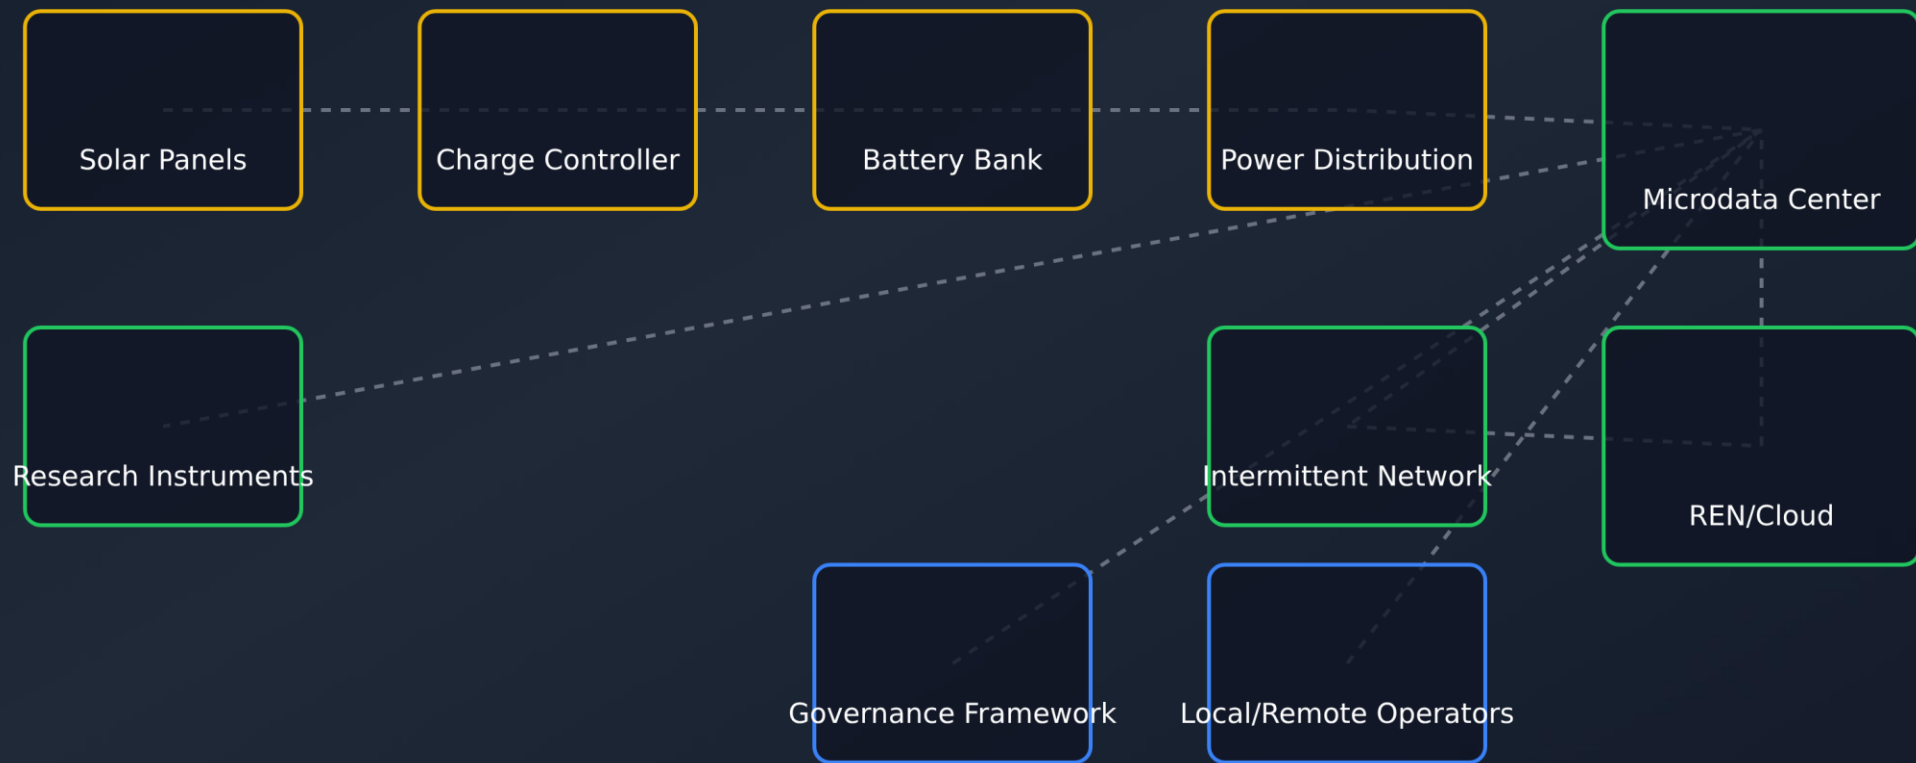 Solar Panels
Charge Controller
Battery Bank
Power Distribution
Microdata Center
Research Instruments
Intermittent Network
REN/Cloud
Governance Framework
Local/Remote Operators